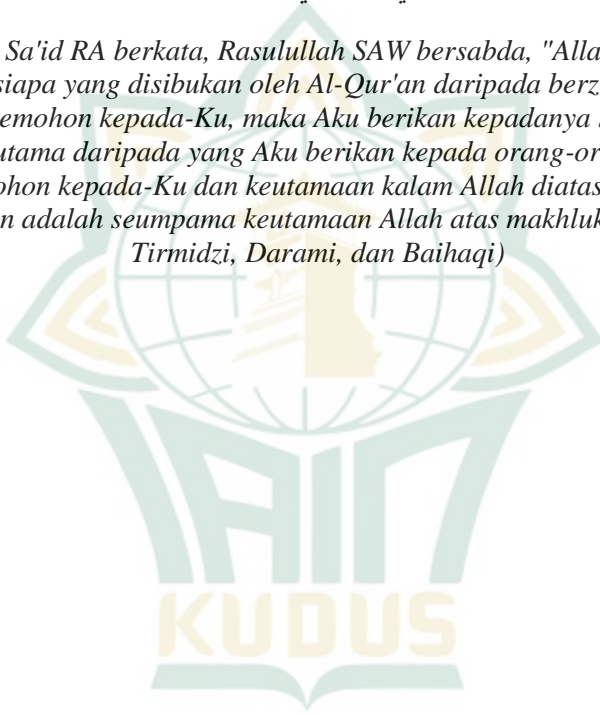 Sa'id RA berkata, Rasulullah SAW bersabda, "Alla
siapa yang disibukan oleh Al-Qur'an daripada berz
emohon kepada-Ku, maka Aku berikan kepadanya
utama daripada yang Aku berikan kepada orang-or
ohon kepada-Ku dan keutamaan kalam Allah diatas
n adalah seumpama keutamaan Allah atas makhluk
Tirmidzi, Darami, dan Baihaqi)
IAIN
KUDUS